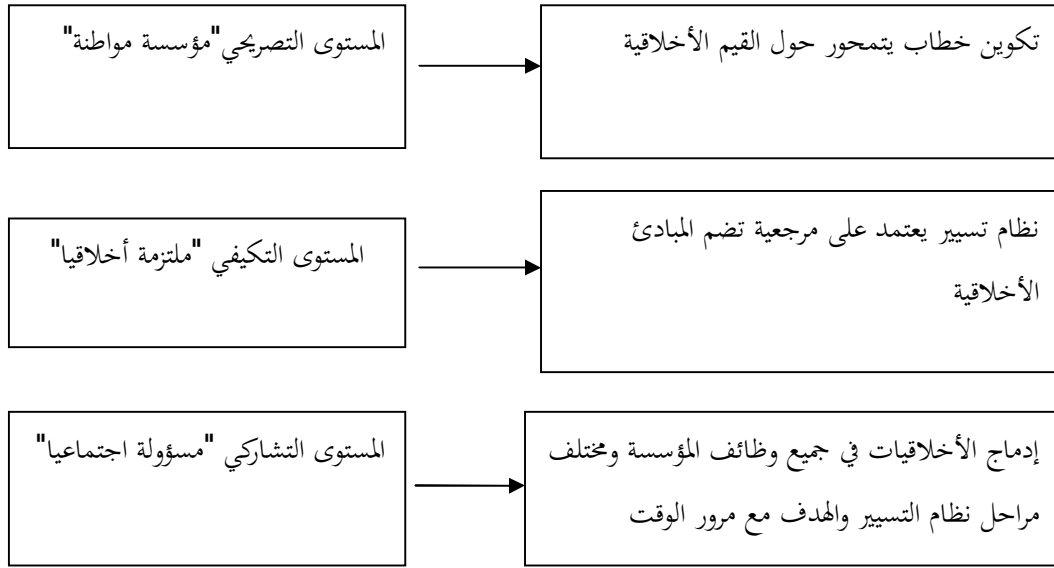 المستوى التصريحي"مؤسسة مواطنة"
تكوين خطاب يتمحور حول القيم الأخلاقية
المستوى التكيفي "ملتزمة أخلاقيا"
نظام تسيير يعتمد على مرجعية تضم المبادئ
الأخلاقية
المستوى التشاركي "مسؤولة اجتماعيا"
إدماج الأخلاقيات في جميع وظائف المؤسسة ومختلف
مراحل نظام التسيير والهدف مع مرور الوقت